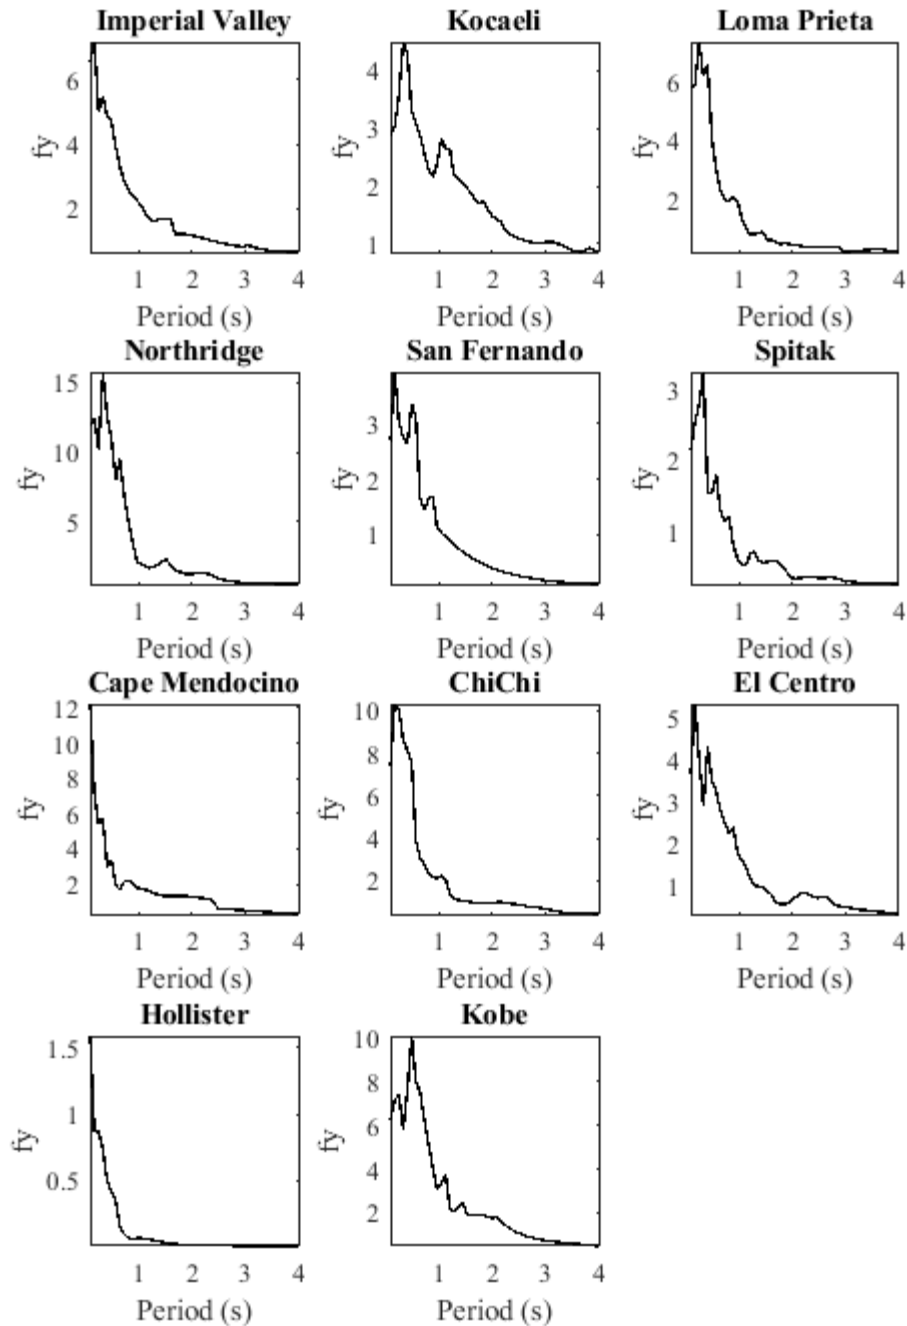 Imperial Valley
6
4
2
fy
1 2 3 4
Period (s)
Kocaeli
4
3
2
1
fy
1 2 3 4
Period (s)
Loma Prieta
6
4
2
fy
1 2 3 4
Period (s)
Northridge
15
10
5
fy
1 2 3 4
Period (s)
San Fernando
3
2
1
fy
1 2 3 4
Period (s)
Spitak
3
2
1
fy
1 2 3 4
Period (s)
Cape Mendocino
12
10
8
6
4
2
fy
1 2 3 4
Period (s)
ChiChi
10
8
6
4
2
fy
1 2 3 4
Period (s)
El Centro
5
4
3
2
1
fy
1 2 3 4
Period (s)
Hollister
1.5
1
0.5
fy
1 2 3 4
Period (s)
Kobe
10
8
6
4
2
fy
1 2 3 4
Period (s)